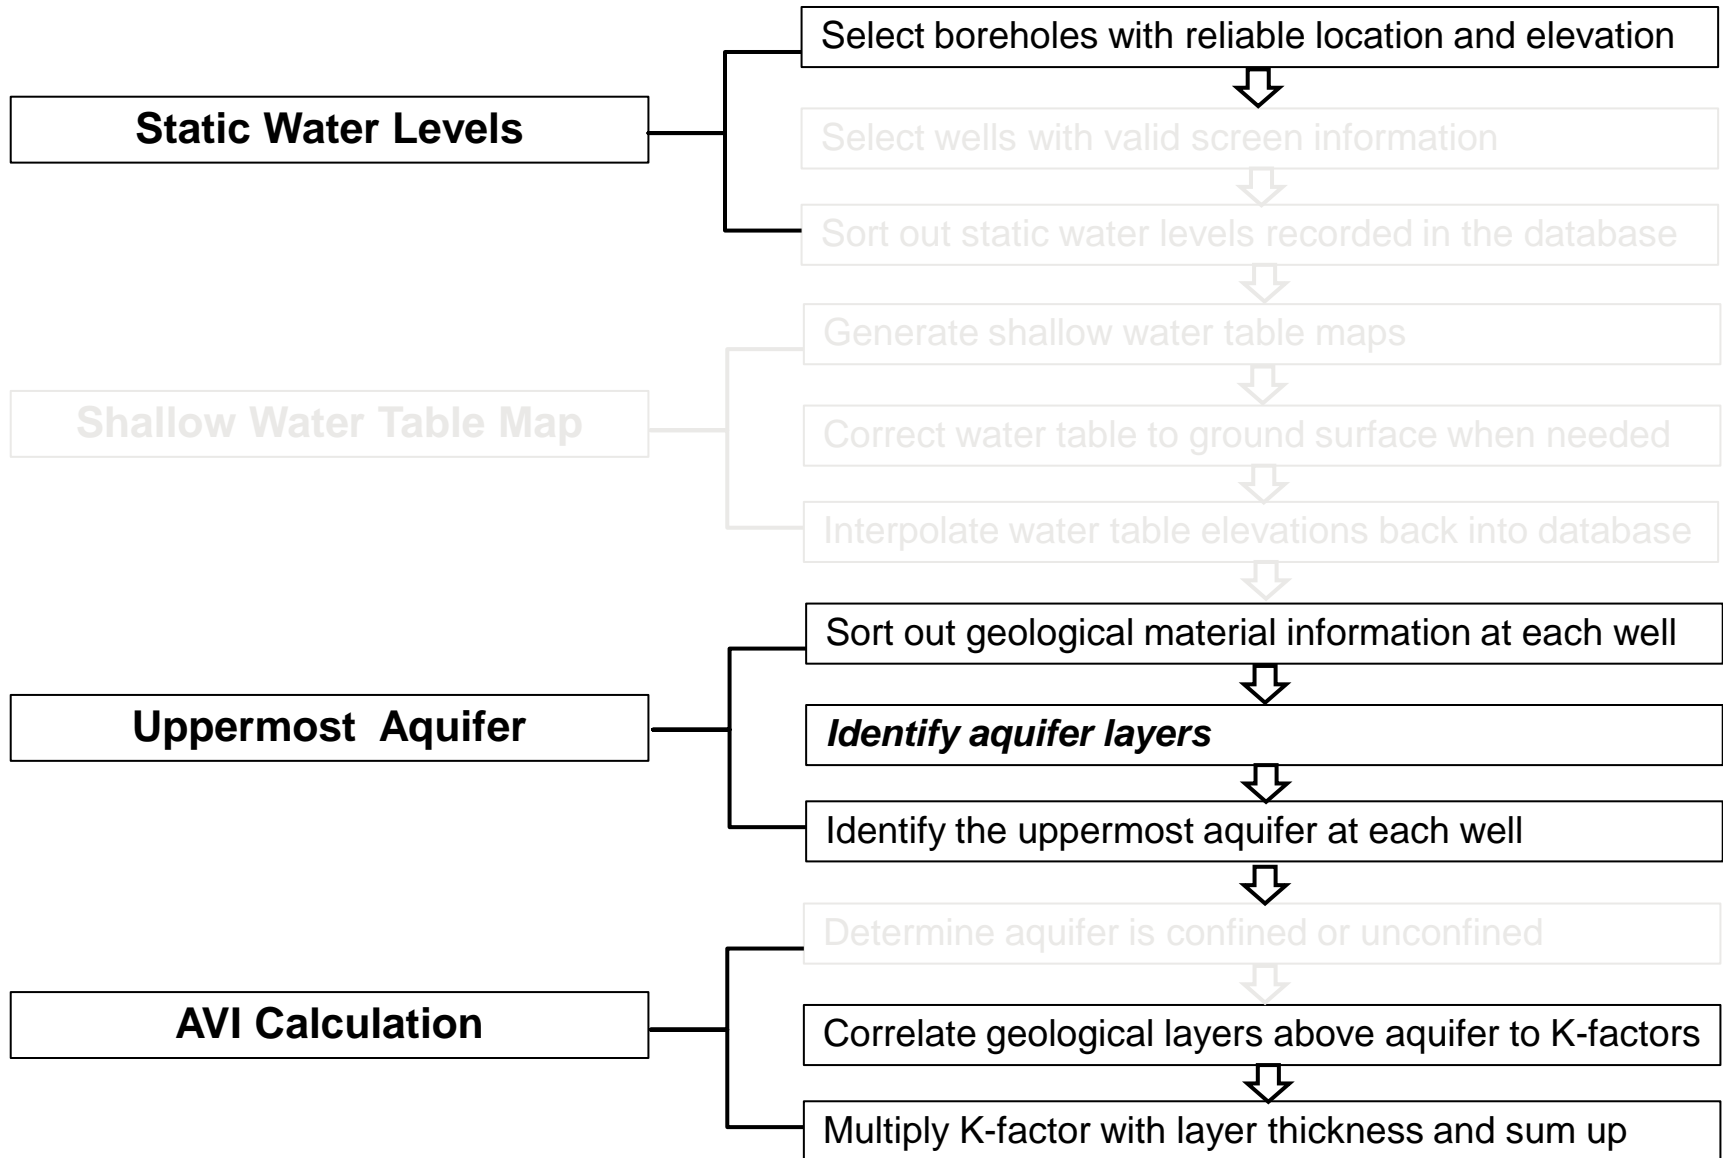 Static Water Levels
Select boreholes with reliable location and elevation
Select wells with valid screen information
Sort out static water levels recorded in the database
Shallow Water Table Map
Generate shallow water table maps
Correct water table to ground surface when needed
Interpolate water table elevations back into database
Uppermost Aquifer
Sort out geological material information at each well
Identify aquifer layers
Identify the uppermost aquifer at each well
AVI Calculation
Determine aquifer is confined or unconfined
Correlate geological layers above aquifer to K-factors
Multiply K-factor with layer thickness and sum up